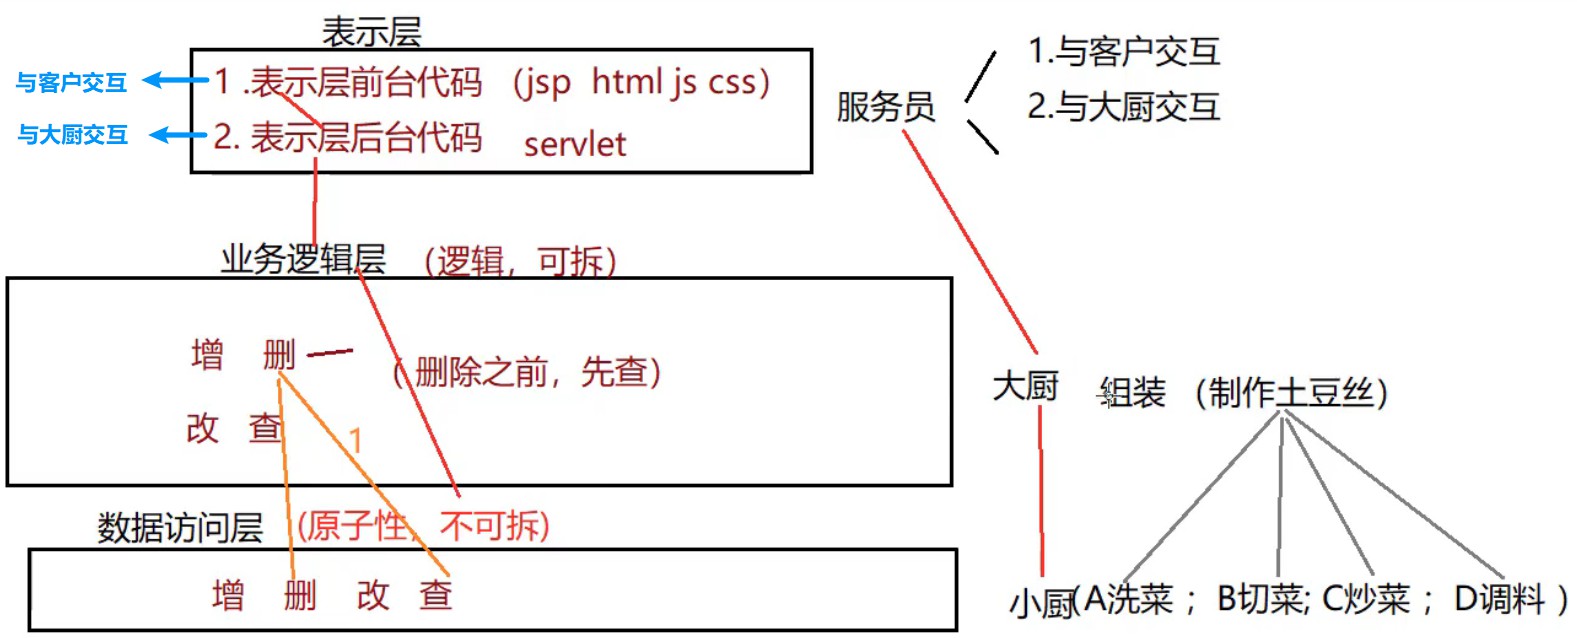 表示层
与客户交互
1 .表示层前台代码 （jsp html js css）
与大厨交互
2. 表示层后台代码 servlet
服务员
1.与客户交互
2.与大厨交互
业务逻辑层 （逻辑，可拆）
增 删
（ 删除之前，先查）
改 查
1
大厨
组装 （制作土豆丝）
数据访问层 (原子性，不可拆)
增 删 改 查
小厨(A洗菜 ；B切菜; C炒菜 ；D调料 )